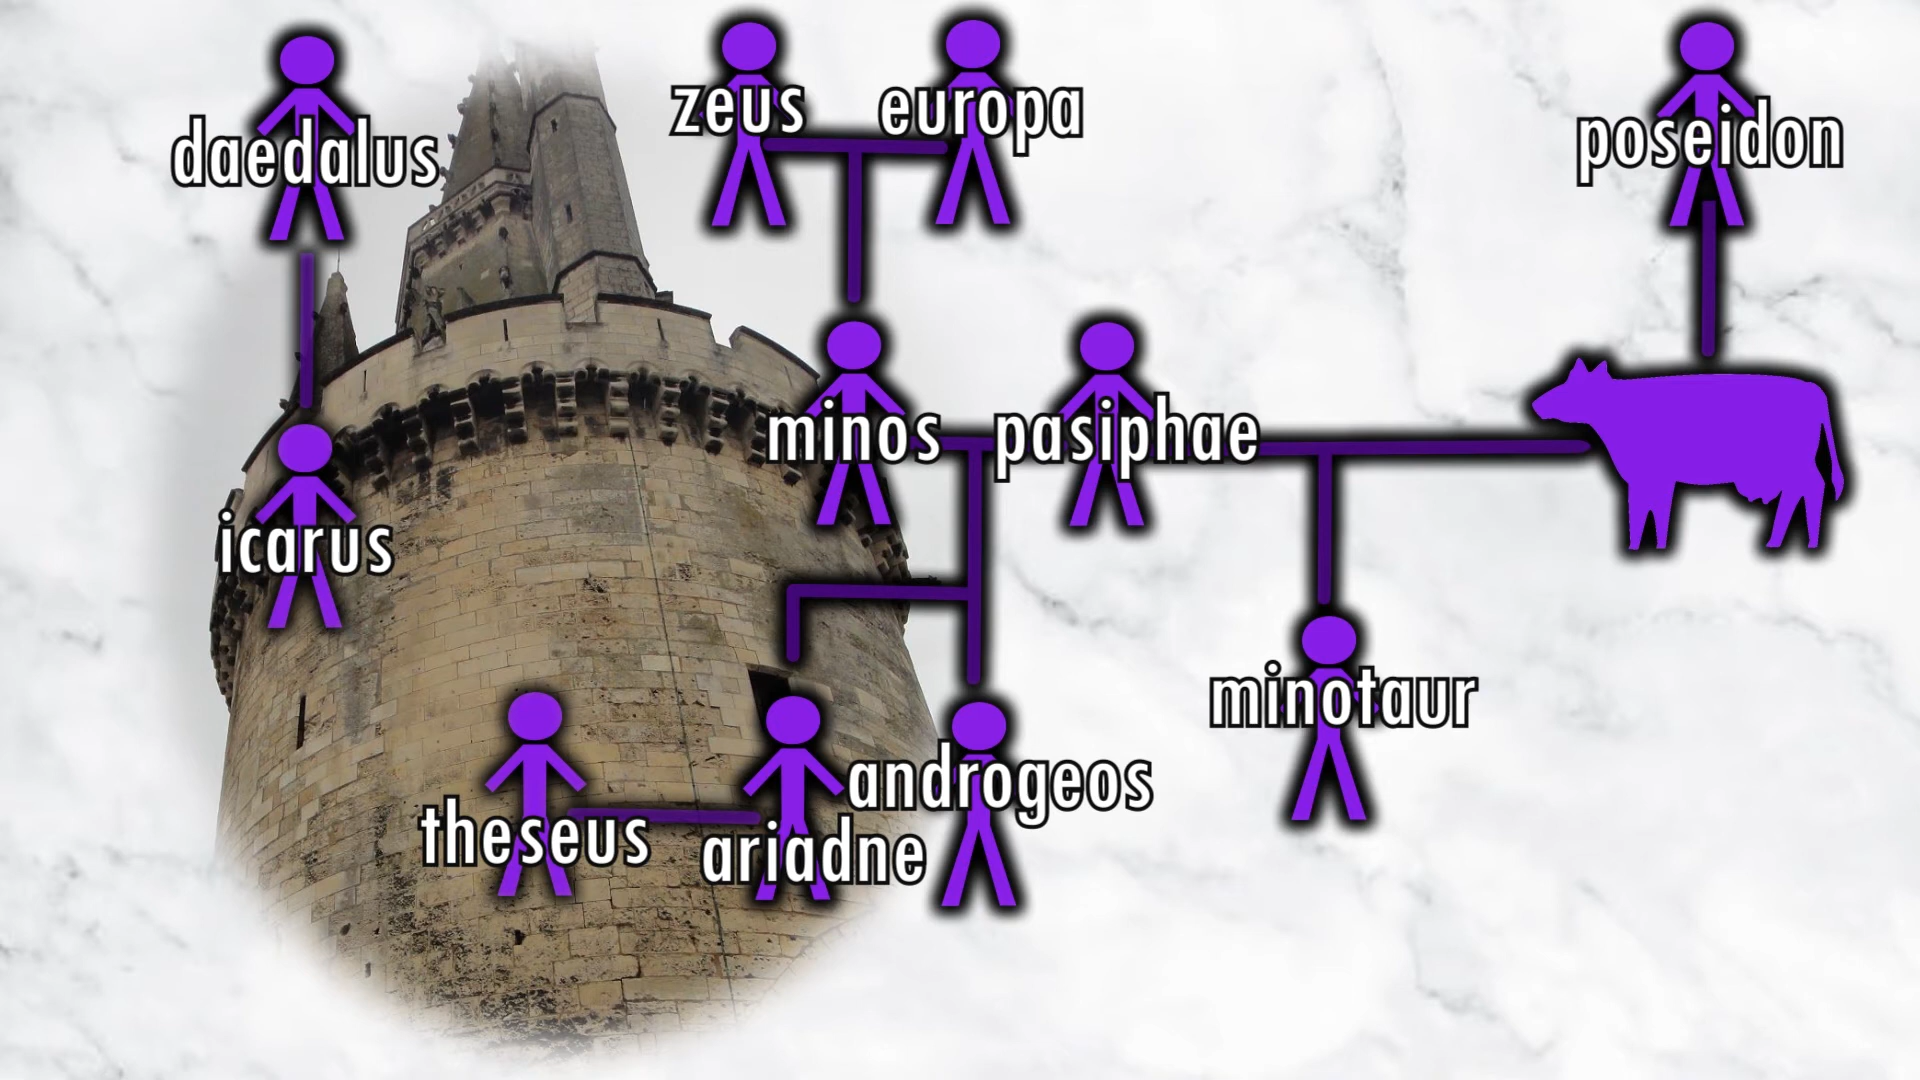 zeus
europa
poseidon
daedalus
minos
pasiphae
icarus
minotaur
androgeos
theseus
ariadne